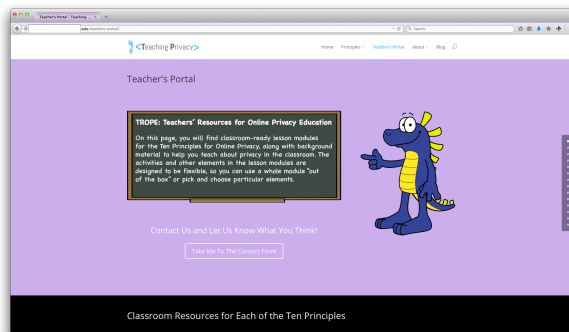 Teacher's Portal | Teaching ...
edu/teachers-portal/
Search
<Teaching Privacy>
Home Principles Teacher's Portal About Blog
Teacher's Portal
TROPE: Teachers' Resources for Online Privacy Education
On this page, you will find classroom-ready lesson modules
for the Ten Principles for Online Privacy, along with background
material to help you teach about privacy in the classroom. The
activities and other elements in the lesson modules are
designed to be flexible, so you can use a whole module "out
of the box" or pick and choose particular elements.
Contact Us and Let Us Know What You Think!
Take Me To The Contact Form
Classroom Resources for Each of the Ten Principles